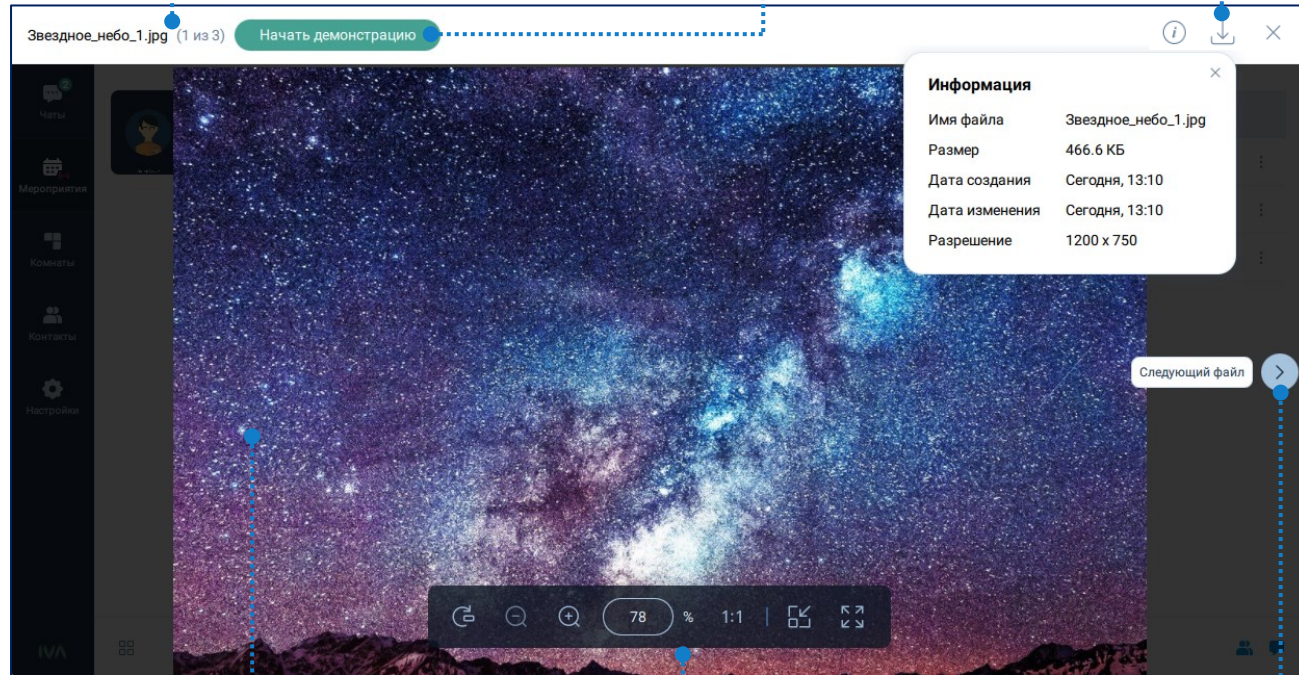 Звездное_небо_1.jpg (1 из 3) Начать демонстрацию
Информация
Имя файла Звездное_небо_1.jpg
Размер 466.6 КБ
Дата создания Сегодня, 13:10
Дата изменения Сегодня, 13:10
Разрешение 1200 x 750
2
Чаты
Мероприятия
Комнаты
Контакты
Настройки
Следующий файл
78 % 1:1
IVA